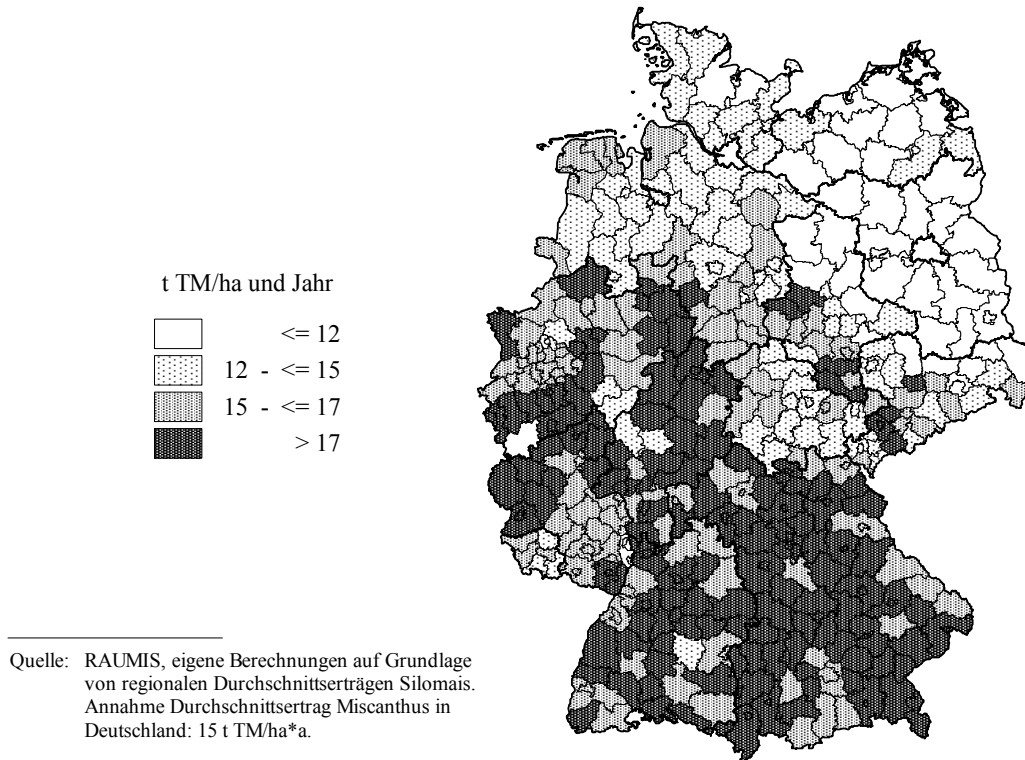 t TM/ha und Jahr
<= 12
12 - <= 15
15 - <= 17
> 17
Quelle: RAUMIS, eigene Berechnungen auf Grundlage
von regionalen Durchschnittserträgen Silomais.
Annahme Durchschnittsertrag Miscanthus in
Deutschland: 15 t TM/ha*a.